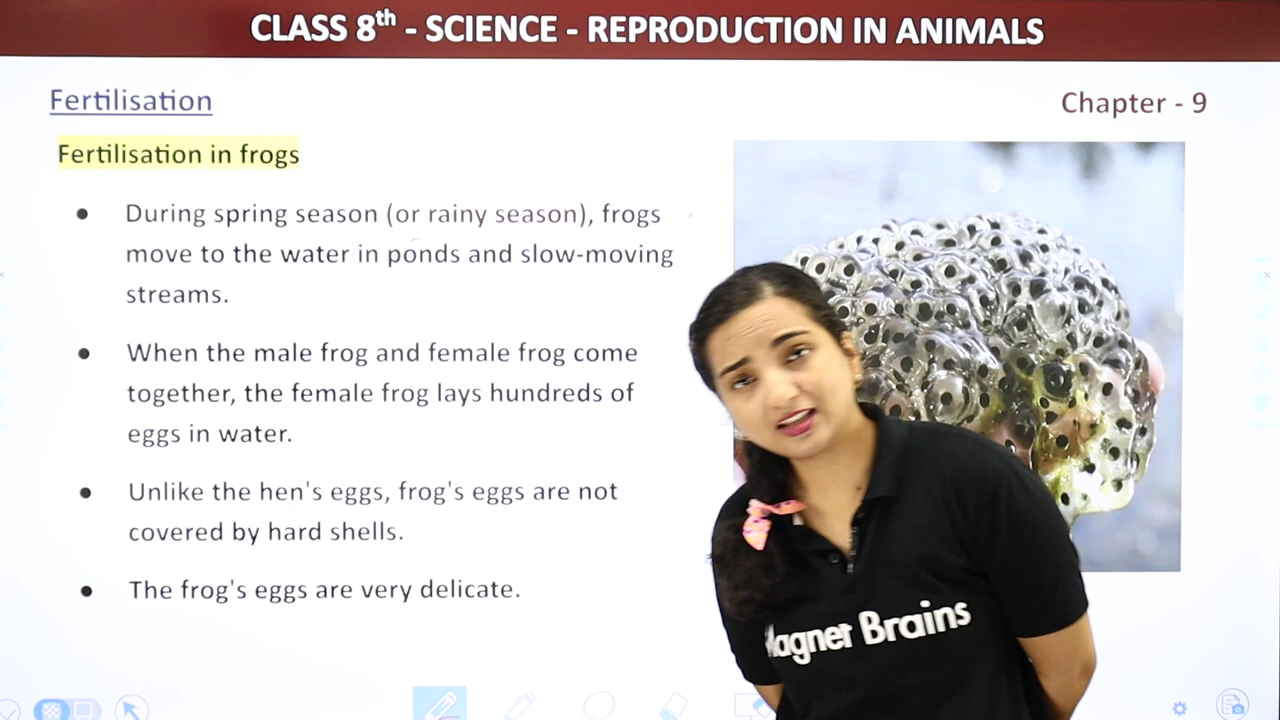 CLASS 8th - SCIENCE - REPRODUCTION IN ANIMALS
Fertilisation
Chapter - 9
Fertilisation in frogs
● During spring season (or rainy season), frogs
move to the water in ponds and slow-moving
streams.
● When the male frog and female frog come
together, the female frog lays hundreds of
eggs in water.
● Unlike the hen's eggs, frog's eggs are not
covered by hard shells.
● The frog's eggs are very delicate.
Magnet Brains